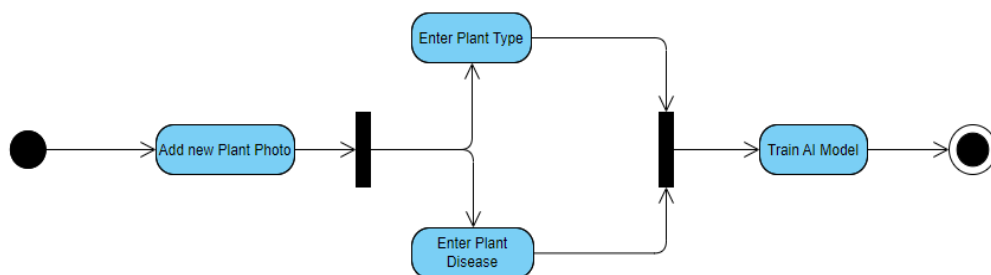 Enter Plant Type
Add new Plant Photo
Train AI Model
Enter Plant
Disease